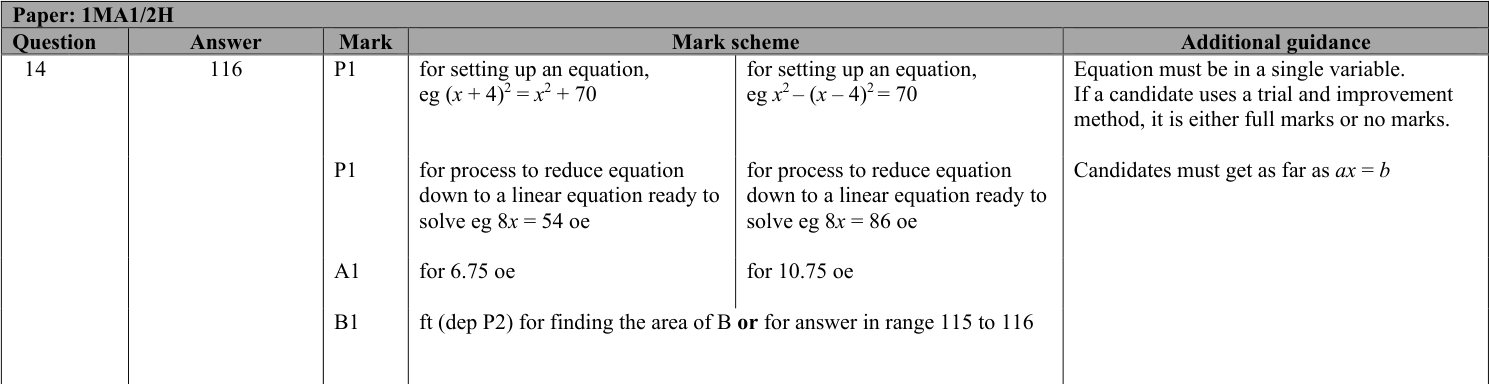 Paper: 1MA1/2H
Question Answer Mark Mark scheme Additional guidance
14 116 P1 for setting up an equation, for setting up an equation, Equation must be in a single variable.
eg (x + 4)² = x² + 70 eg x² – (x – 4)² = 70 If a candidate uses a trial and improvement
method, it is either full marks or no marks.
P1 for process to reduce equation for process to reduce equation Candidates must get as far as ax = b
down to a linear equation ready to down to a linear equation ready to
solve eg 8x = 54 oe solve eg 8x = 86 oe
A1 for 6.75 oe for 10.75 oe
B1 ft (dep P2) for finding the area of B or for answer in range 115 to 116